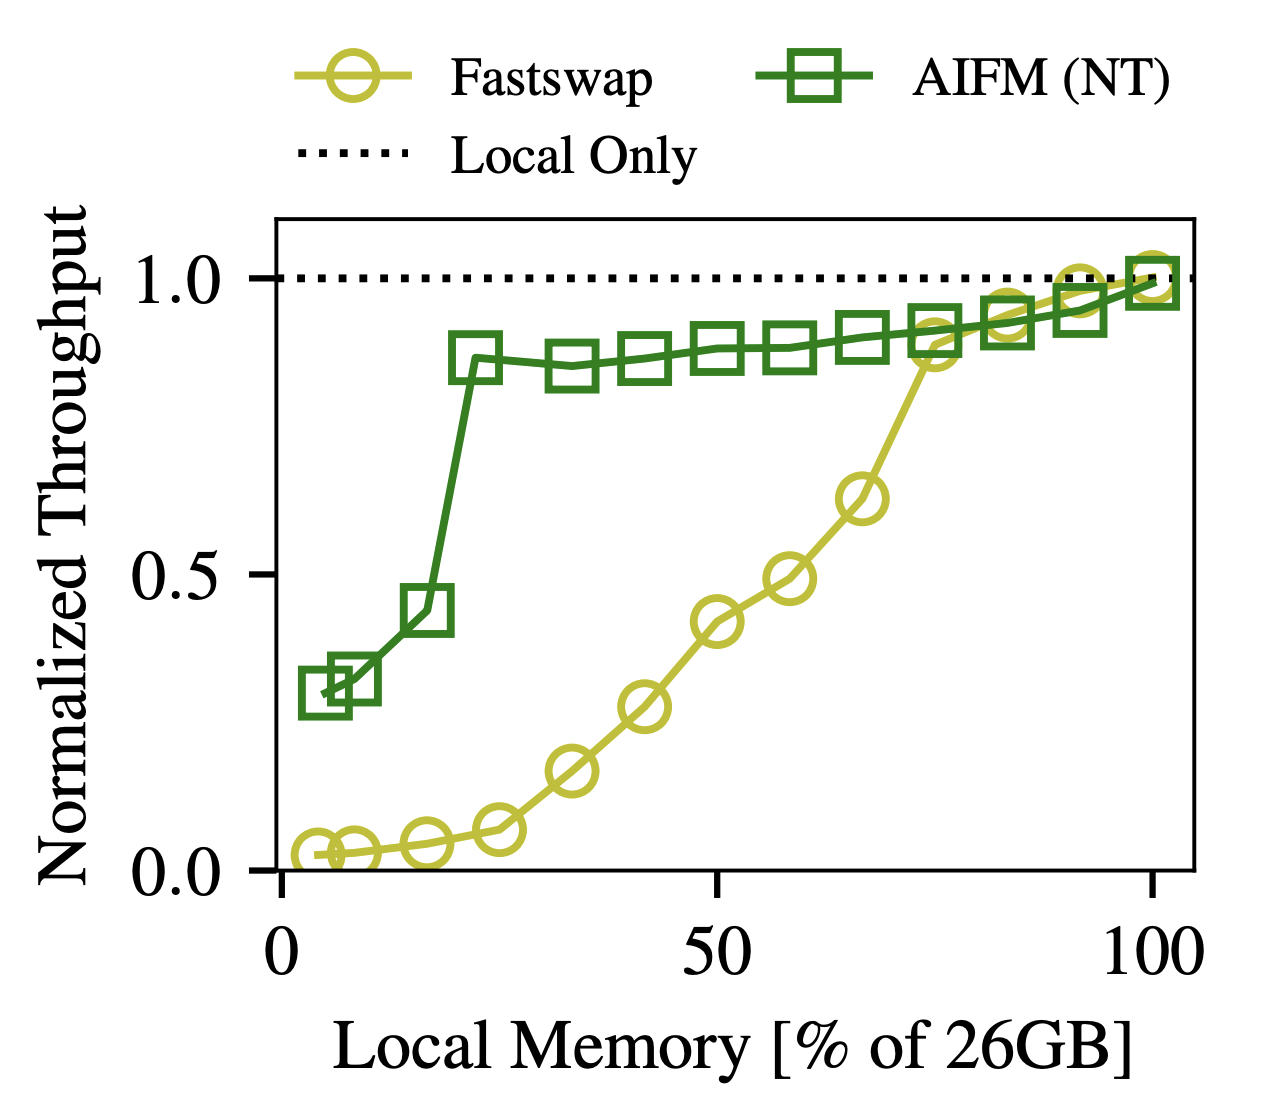 Fastswap AIFM (NT)
Local Only
Normalized Throughput
1.0
0.5
0.0
0 50 100
Local Memory [% of 26GB]